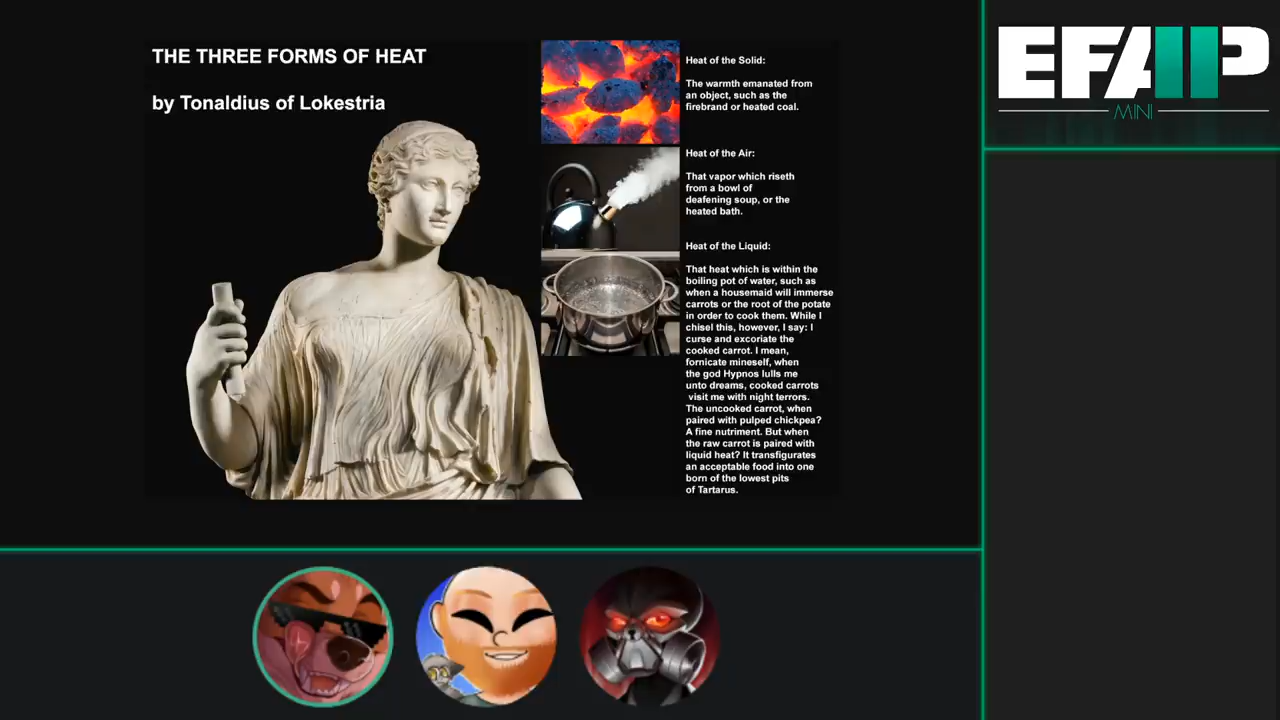 THE THREE FORMS OF HEAT
by Tonaldius of Lokestria
Heat of the Solid:
The warmth emanated from
an object, such as the
firebrand or heated coal.
Heat of the Air:
That vapor which riseth
from a bowl of
deafening soup, or the
heated bath.
Heat of the Liquid:
That heat which is within the
boiling pot of water, such as
when a housemaid will immerse
carrots or the root of the potate
in order to cook them. While I
chisel this, however, I say: I
curse and excoriate the
cooked carrot. I mean,
fornicate mineself, when
the god Hypnos lulls me
unto dreams, cooked carrots
visit me with night terrors.
The uncooked carrot, when
paired with pulped chickpea?
A fine nutriment. But when
the raw carrot is paired with
liquid heat? It transfigurates
an acceptable food into one
born of the lowest pits
of Tartarus.
EFAP
MINI